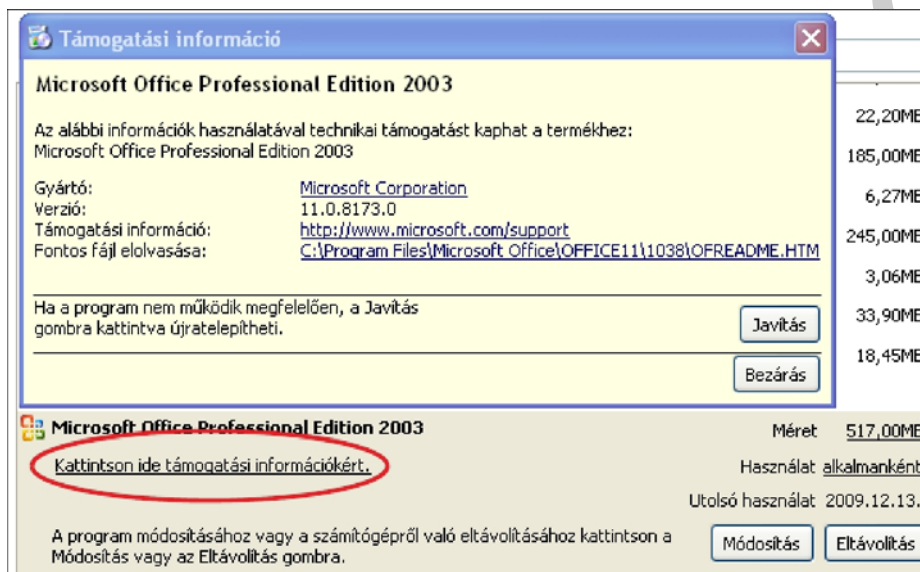 Támogatási információ
Microsoft Office Professional Edition 2003
Az alábbi információk használatával technikai támogatást kaphat a termékhez:
Microsoft Office Professional Edition 2003
Gyártó: Microsoft Corporation
Verzió: 11.0.8173.0
Támogatási információ: http://www.microsoft.com/support
Fontos fájl elolvasása: C:\Program Files\Microsoft Office\OFFICE11\1038\OFREADME.HTM
Ha a program nem működik megfelelően, a Javítás
gombra kattintva újratelepítheti.
Javítás
Bezárás
22,20MB
185,00MB
6,27MB
245,00MB
3,06MB
33,90MB
18,45MB
Microsoft Office Professional Edition 2003
Méret 517,00MB
Kattintson ide támogatási információkért.
Használat alkalmanként
Utolsó használat 2009.12.13.
A program módosításához vagy a számítógépről való eltávolításához kattintson a
Módosítás vagy az Eltávolítás gombra.
Módosítás
Eltávolítás